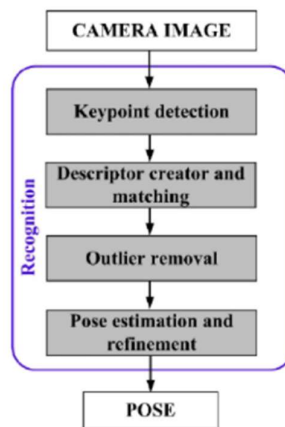 CAMERA IMAGE
Recognition
Keypoint detection
Descriptor creator and
matching
Outlier removal
Pose estimation and
refinement
POSE